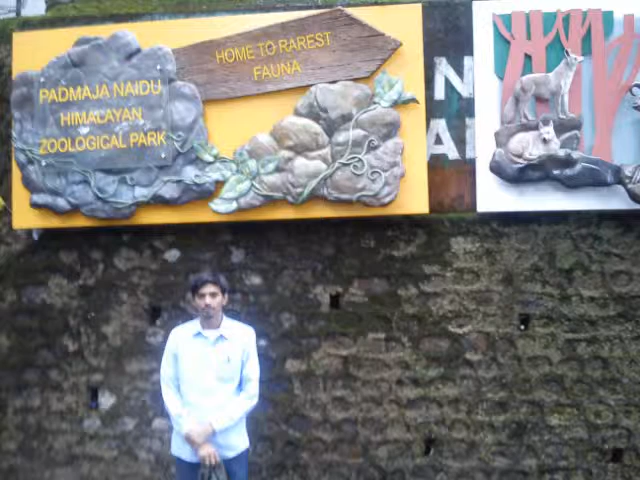 PADMAJA NAIDU
HIMALAYAN
ZOOLOGICAL PARK
HOME TO RAREST
FAUNA